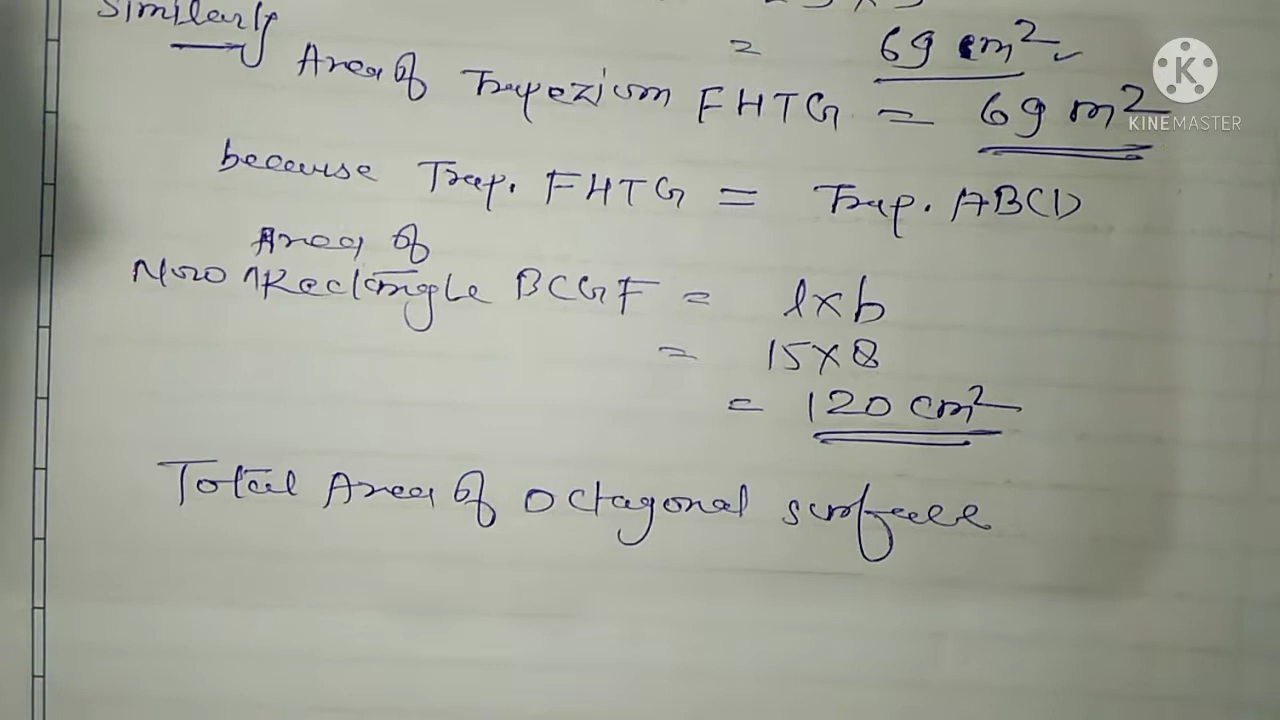 Similarly
= 69 cm²
Area of Trapezium FHTG = 69 m²
K
KINEMASTER
because Trap. FHTG = Trap. ABCD
Area of
Now ^Rectangle BCGF = l×b
= 15×8
= 120 cm²
Total Area of Octagonal surface